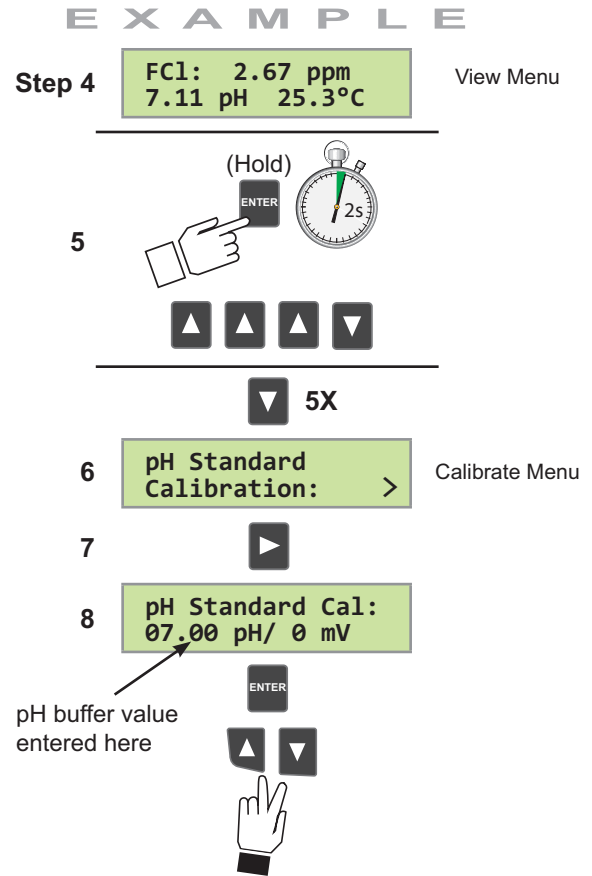 EXAMPLE
Step 4
FCl: 2.67 ppm
7.11 pH 25.3°C
View Menu
(Hold)
ENTER
2s
5
5X
6
pH Standard
Calibration: >
Calibrate Menu
7
8
pH Standard Cal:
07.00 pH/ 0 mV
pH buffer value
entered here
ENTER